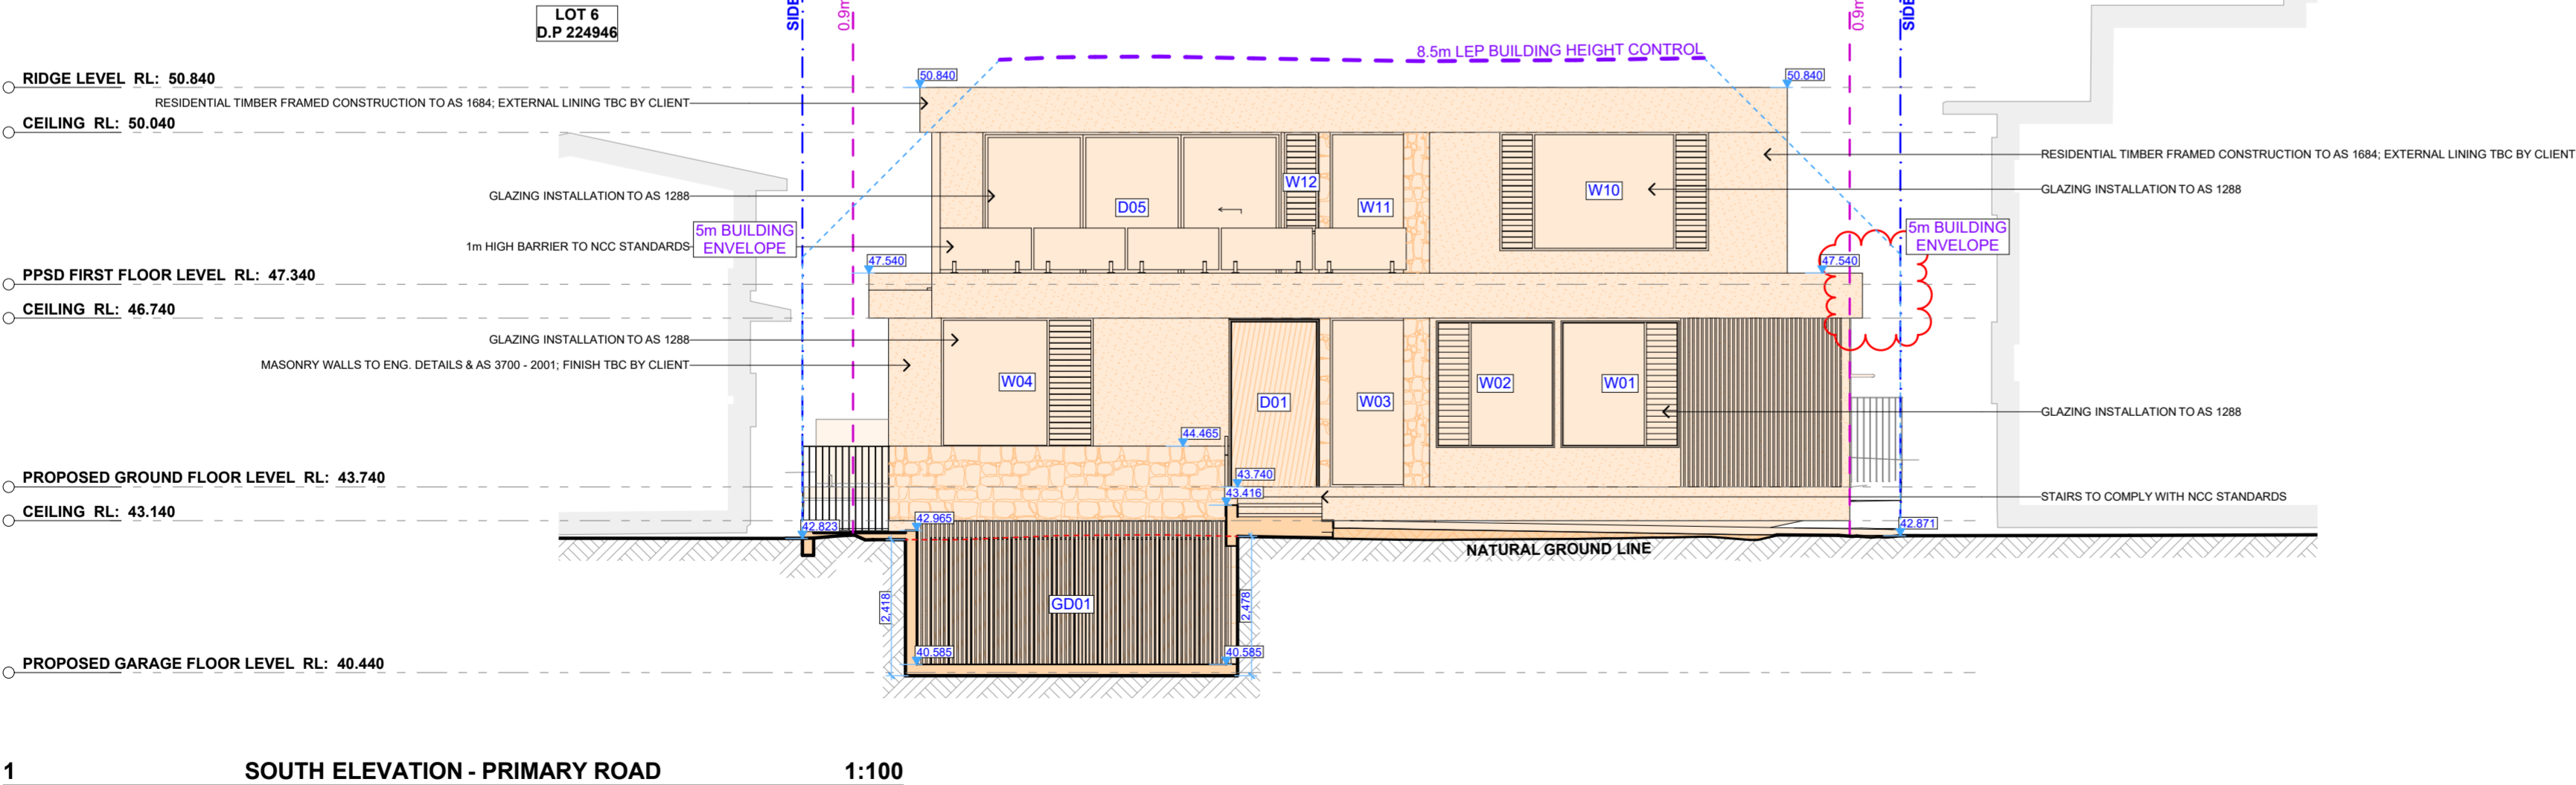 LOT 6
D.P 224946
SIDE
0.9m
8.5m LEP BUILDING HEIGHT CONTROL
0.9m
SIDE
RIDGE LEVEL RL: 50.840
50.840
50.840
RESIDENTIAL TIMBER FRAMED CONSTRUCTION TO AS 1684; EXTERNAL LINING TBC BY CLIENT
CEILING RL: 50.040
RESIDENTIAL TIMBER FRAMED CONSTRUCTION TO AS 1684; EXTERNAL LINING TBC BY CLIENT
GLAZING INSTALLATION TO AS 1288
D05
W12
W11
W10
GLAZING INSTALLATION TO AS 1288
5m BUILDING
ENVELOPE
1m HIGH BARRIER TO NCC STANDARDS
5m BUILDING
ENVELOPE
PPSD FIRST FLOOR LEVEL RL: 47.340
47.540
47.540
CEILING RL: 46.740
GLAZING INSTALLATION TO AS 1288
MASONRY WALLS TO ENG. DETAILS & AS 3700 - 2001; FINISH TBC BY CLIENT
W04
D01
W03
W02
W01
GLAZING INSTALLATION TO AS 1288
44.465
PROPOSED GROUND FLOOR LEVEL RL: 43.740
43.740
43.416
STAIRS TO COMPLY WITH NCC STANDARDS
CEILING RL: 43.140
42.823
42.965
42.871
NATURAL GROUND LINE
2,418
GD01
2,478
40.585
40.585
PROPOSED GARAGE FLOOR LEVEL RL: 40.440
1 SOUTH ELEVATION - PRIMARY ROAD 1:100